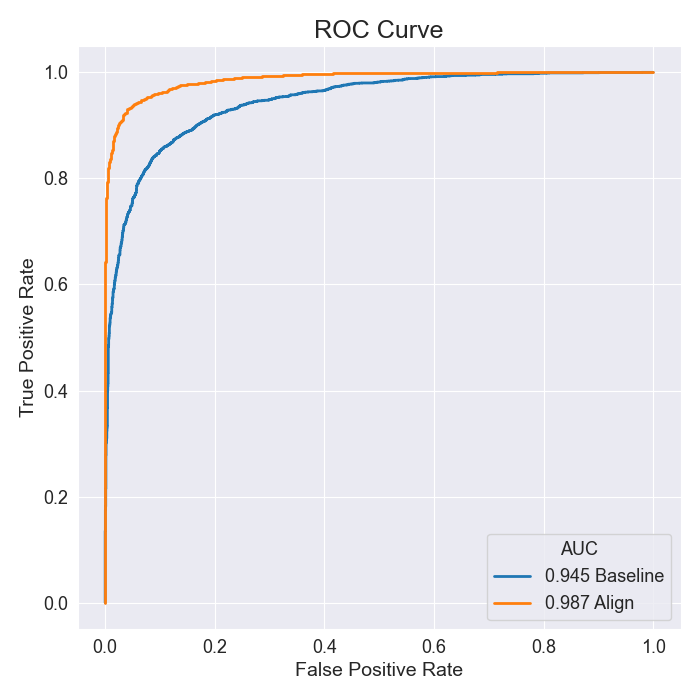 ROC Curve
1.0
0.8
0.6
0.4
0.2
0.0
True Positive Rate
AUC
0.945 Baseline
0.987 Align
0.0 0.2 0.4 0.6 0.8 1.0
False Positive Rate